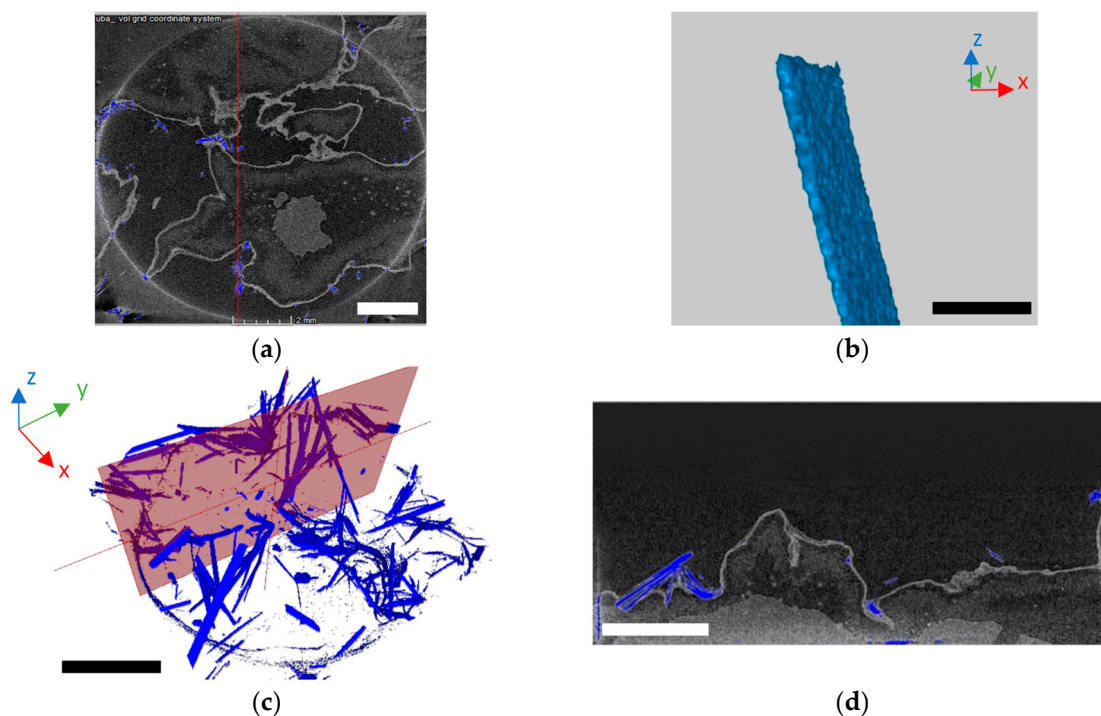 uba_ vol grid coordinate system
2 mm
(a)
z
y
x
(b)
z
y
x
(c)
(d)